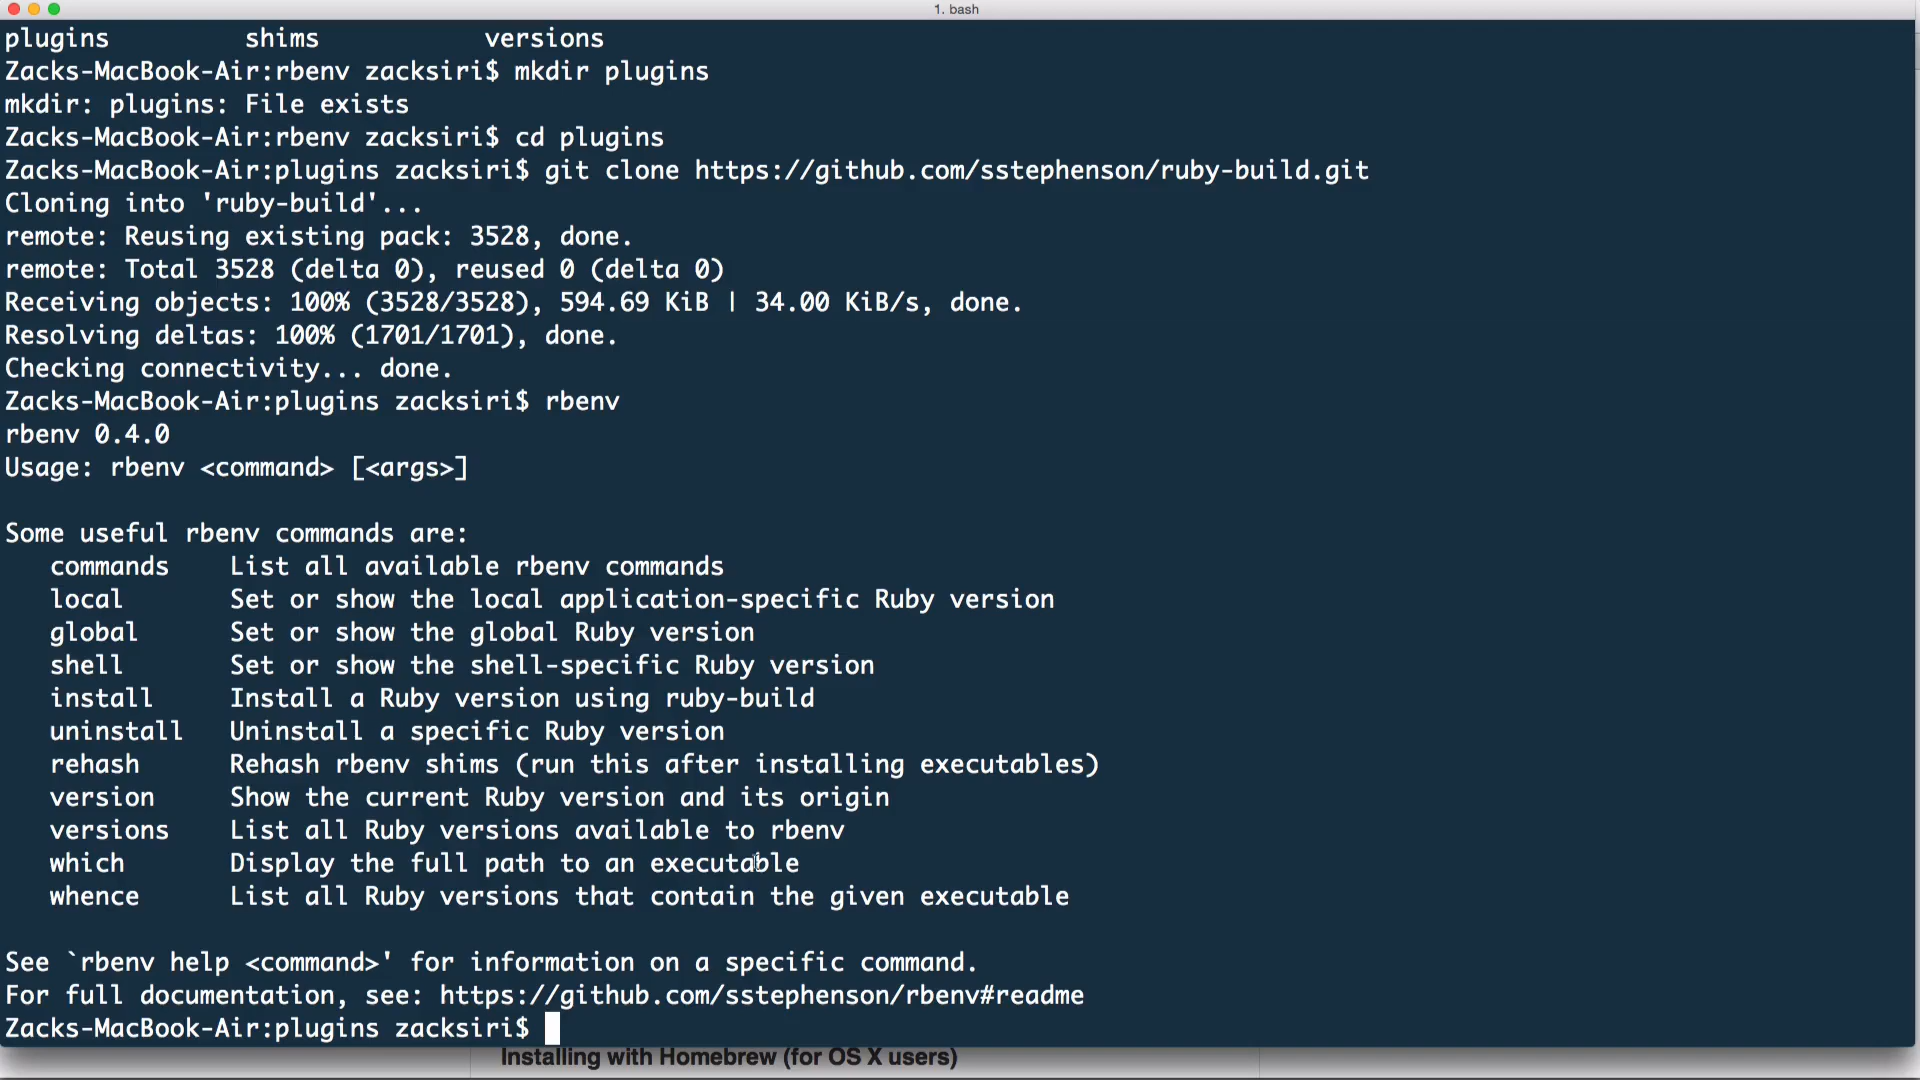 1. bash
plugins shims versions
Zacks-MacBook-Air:rbenv zacksiri$ mkdir plugins
mkdir: plugins: File exists
Zacks-MacBook-Air:rbenv zacksiri$ cd plugins
Zacks-MacBook-Air:plugins zacksiri$ git clone https://github.com/sstephenson/ruby-build.git
Cloning into 'ruby-build'...
remote: Reusing existing pack: 3528, done.
remote: Total 3528 (delta 0), reused 0 (delta 0)
Receiving objects: 100% (3528/3528), 594.69 KiB | 34.00 KiB/s, done.
Resolving deltas: 100% (1701/1701), done.
Checking connectivity... done.
Zacks-MacBook-Air:plugins zacksiri$ rbenv
rbenv 0.4.0
Usage: rbenv <command> [<args>]
Some useful rbenv commands are:
commands List all available rbenv commands
local Set or show the local application-specific Ruby version
global Set or show the global Ruby version
shell Set or show the shell-specific Ruby version
install Install a Ruby version using ruby-build
uninstall Uninstall a specific Ruby version
rehash Rehash rbenv shims (run this after installing executables)
version Show the current Ruby version and its origin
versions List all Ruby versions available to rbenv
which Display the full path to an executable
whence List all Ruby versions that contain the given executable
See `rbenv help <command>' for information on a specific command.
For full documentation, see: https://github.com/sstephenson/rbenv#readme
Zacks-MacBook-Air:plugins zacksiri$
Installing with Homebrew (for OS X users)